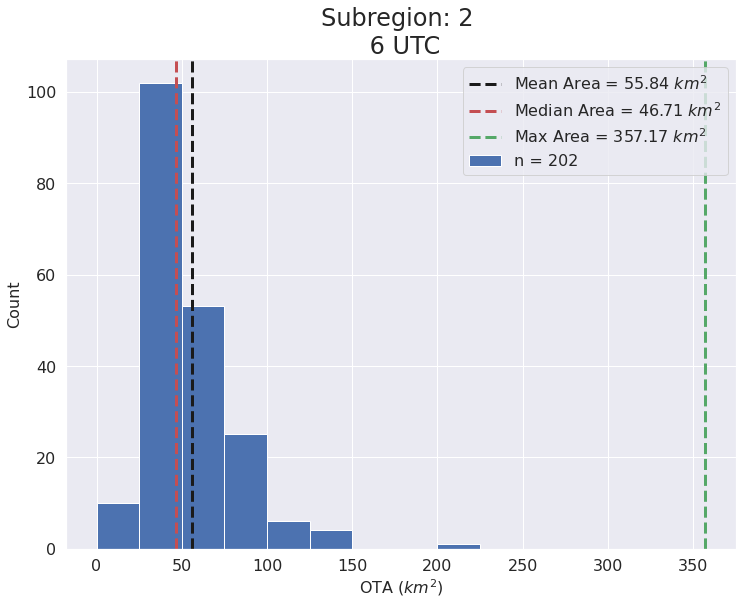 Subregion: 2
6 UTC
Mean Area = 55.84 km²
Median Area = 46.71 km²
Max Area = 357.17 km²
n = 202
Count
100
80
60
40
20
0
0 50 100 150 200 250 300 350
OTA (km²)